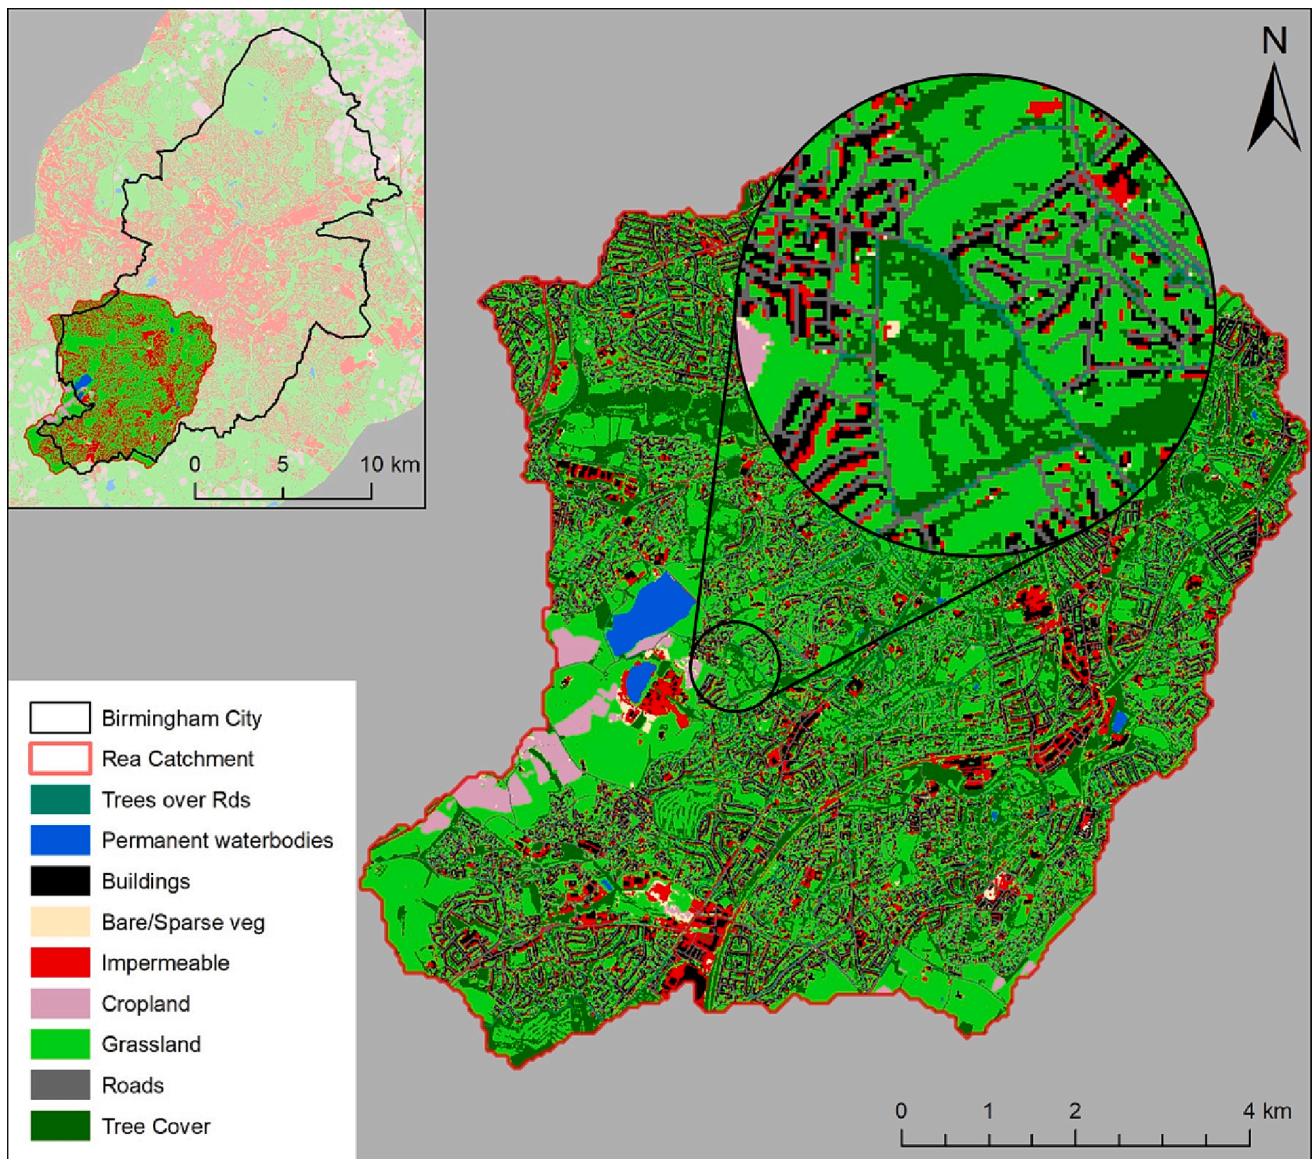 N
0 5 10 km
Birmingham City
Rea Catchment
Trees over Rds
Permanent waterbodies
Buildings
Bare/Sparse veg
Impermeable
Cropland
Grassland
Roads
Tree Cover
0 1 2 4 km